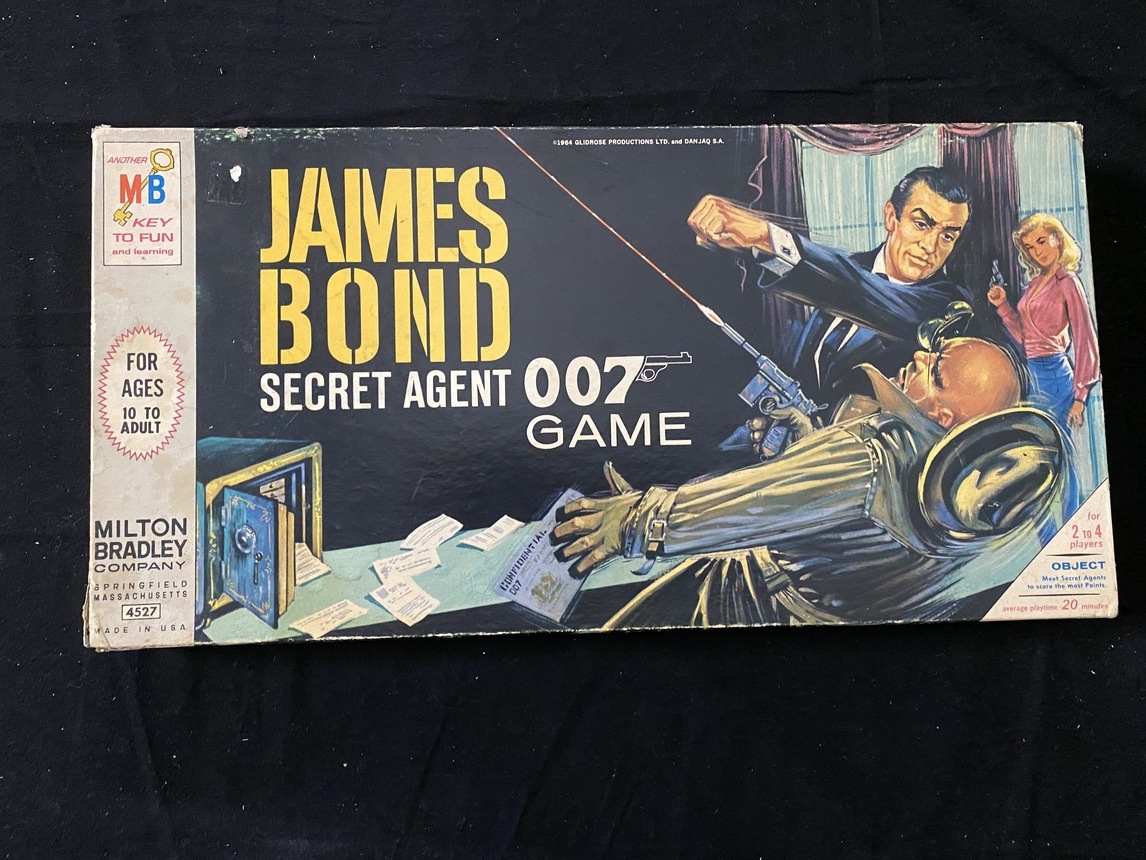 ©1964 GLIDROSE PRODUCTIONS LTD. and DANJAQ S.A.
ANOTHER
MB
KEY
TO FUN
and learning
JAMES
BOND
SECRET AGENT 007
GAME
FOR
AGES
10 TO
ADULT
MILTON
BRADLEY
COMPANY
SPRINGFIELD
MASSACHUSETTS
4527
MADE IN U.S.A.
CONFIDENTIAL
007
for
2 TO 4
players
OBJECT
Meet Secret Agents
to score the most Points.
average playtime 20 minutes